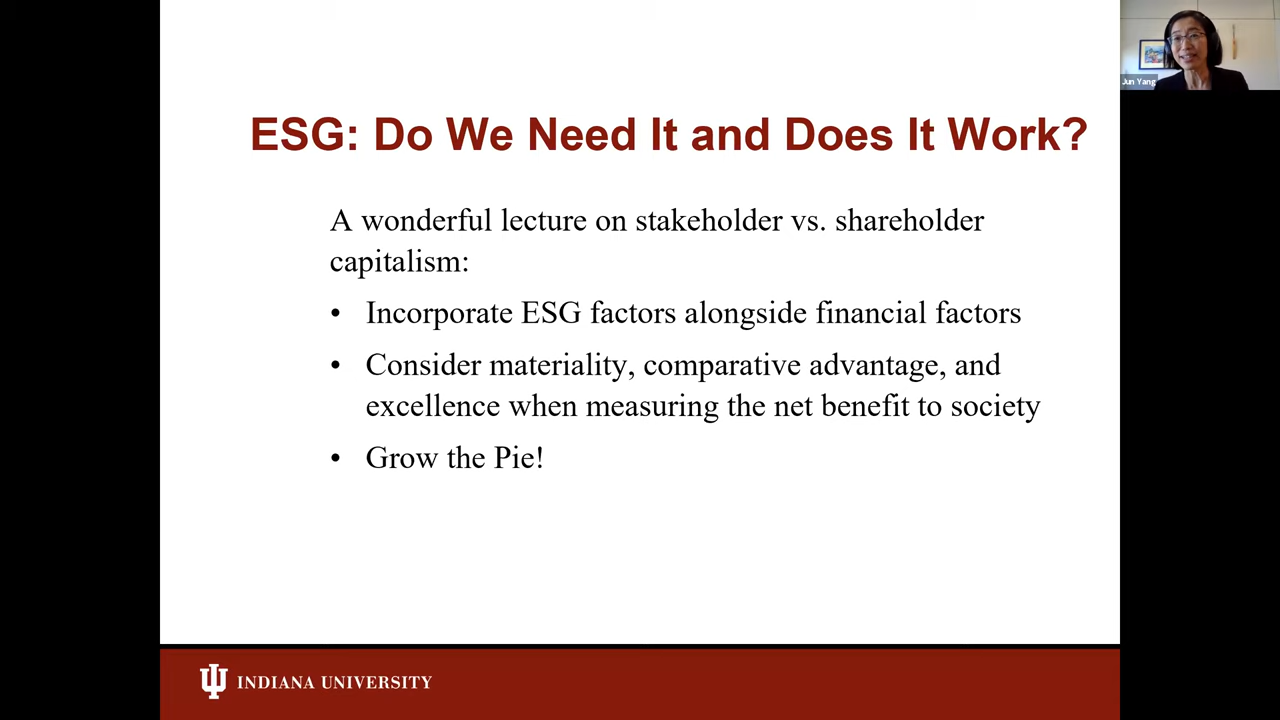 Jun Yang
ESG: Do We Need It and Does It Work?
A wonderful lecture on stakeholder vs. shareholder
capitalism:
• Incorporate ESG factors alongside financial factors
• Consider materiality, comparative advantage, and
excellence when measuring the net benefit to society
• Grow the Pie!
INDIANA UNIVERSITY